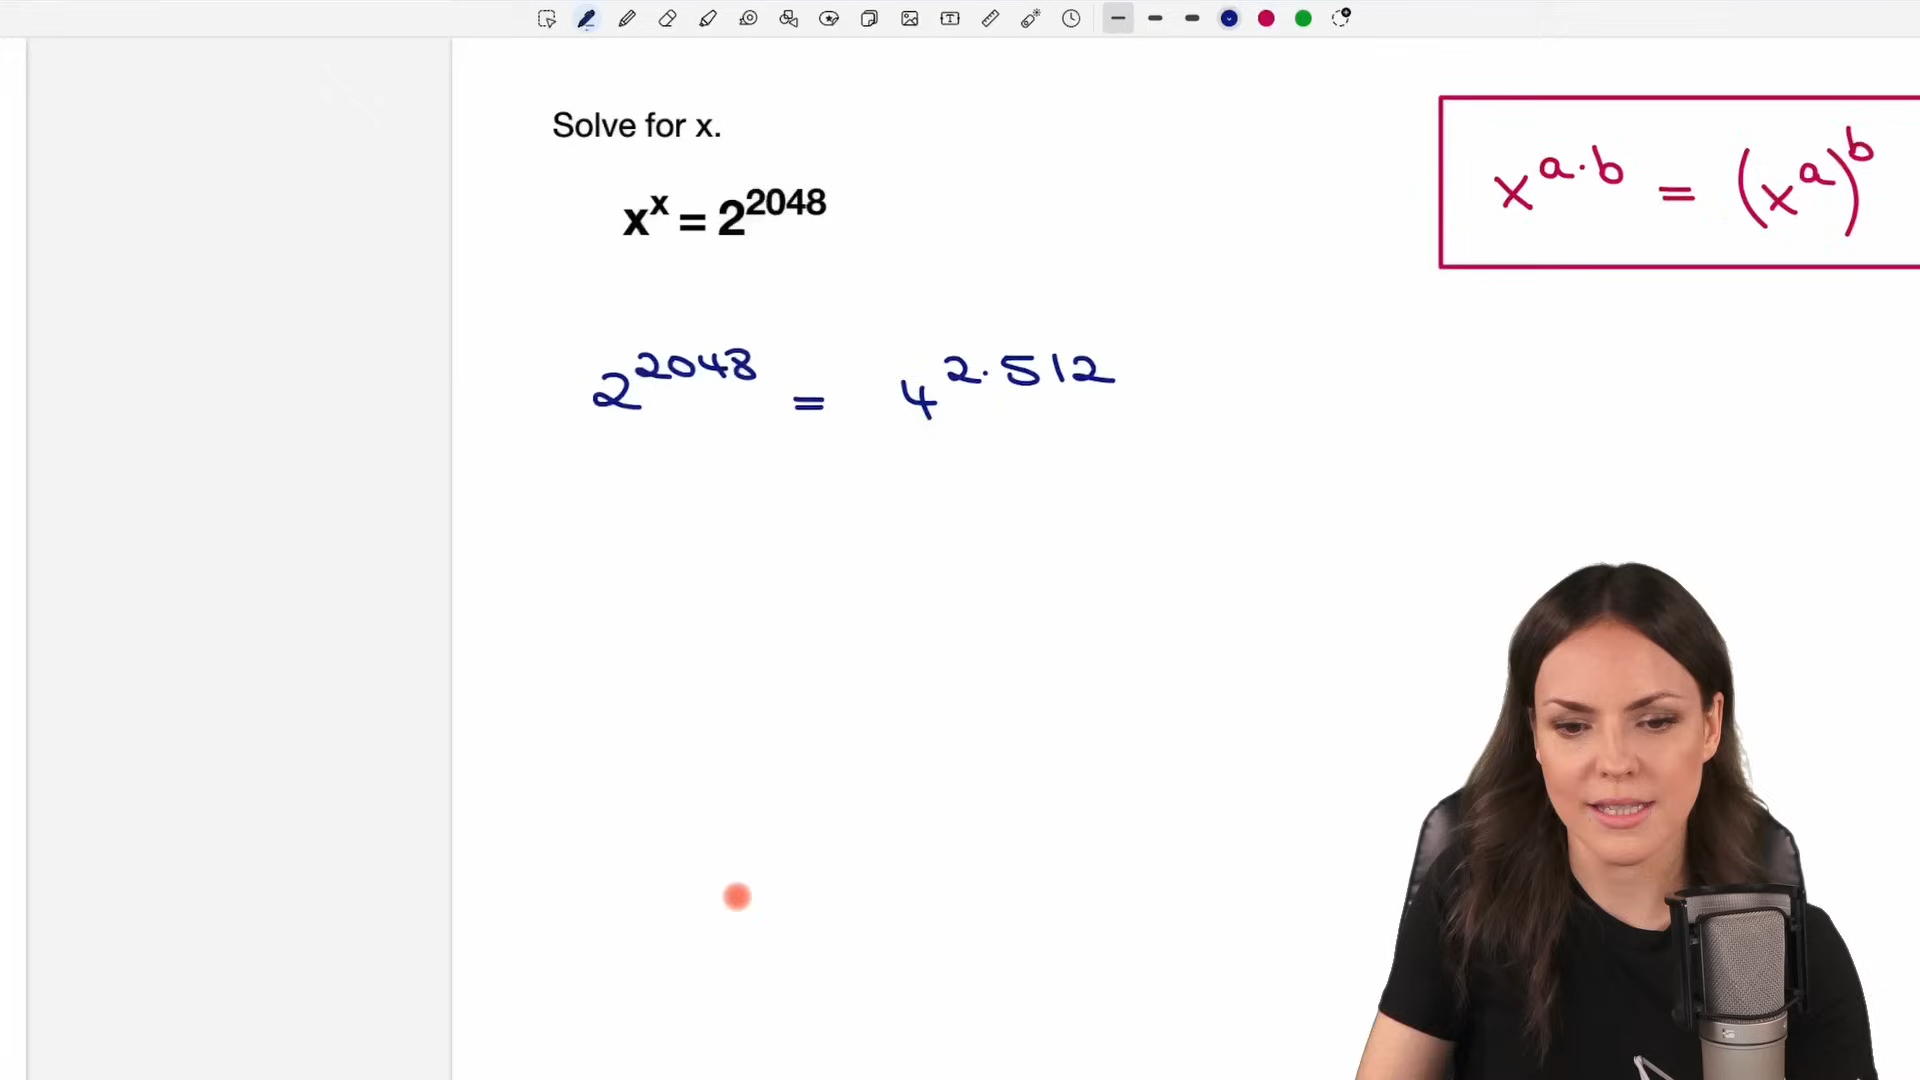 Solve for x.
x^x = 2^2048
x^a·b = (x^a)^b
2^2048 = 4^2·512